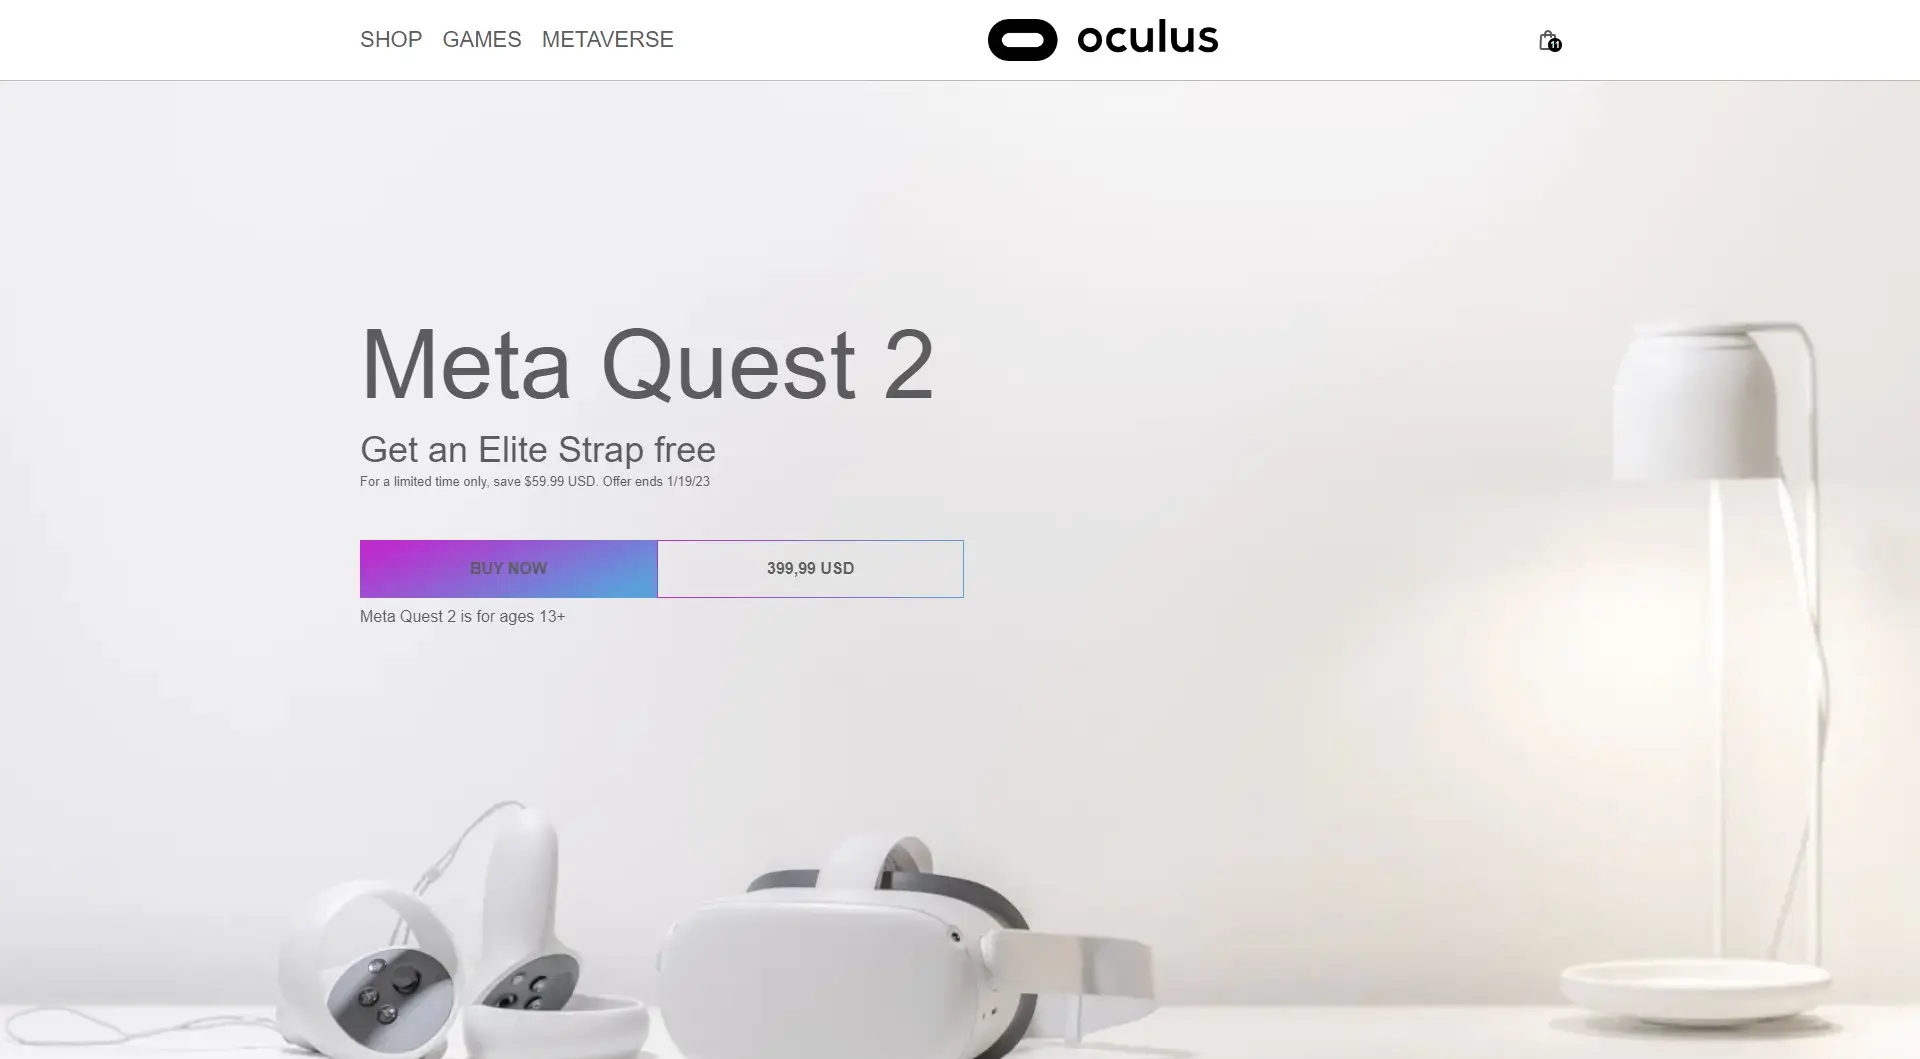 SHOP GAMES METAVERSE oculus 11
Meta Quest 2
Get an Elite Strap free
For a limited time only, save $59.99 USD. Offer ends 1/19/23
BUY NOW 399,99 USD
Meta Quest 2 is for ages 13+